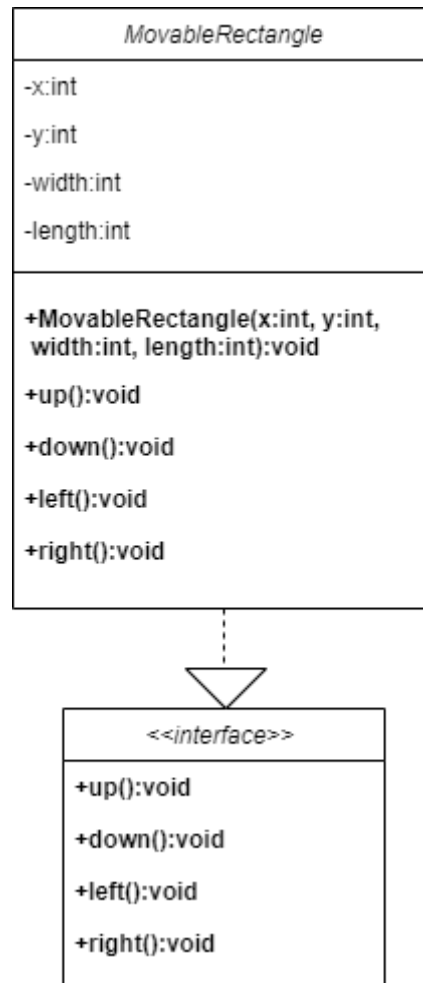 MovableRectangle
-x:int
-y:int
-width:int
-length:int
+MovableRectangle(x:int, y:int,
width:int, length:int):void
+up():void
+down():void
+left():void
+right():void
<<interface>>
+up():void
+down():void
+left():void
+right():void